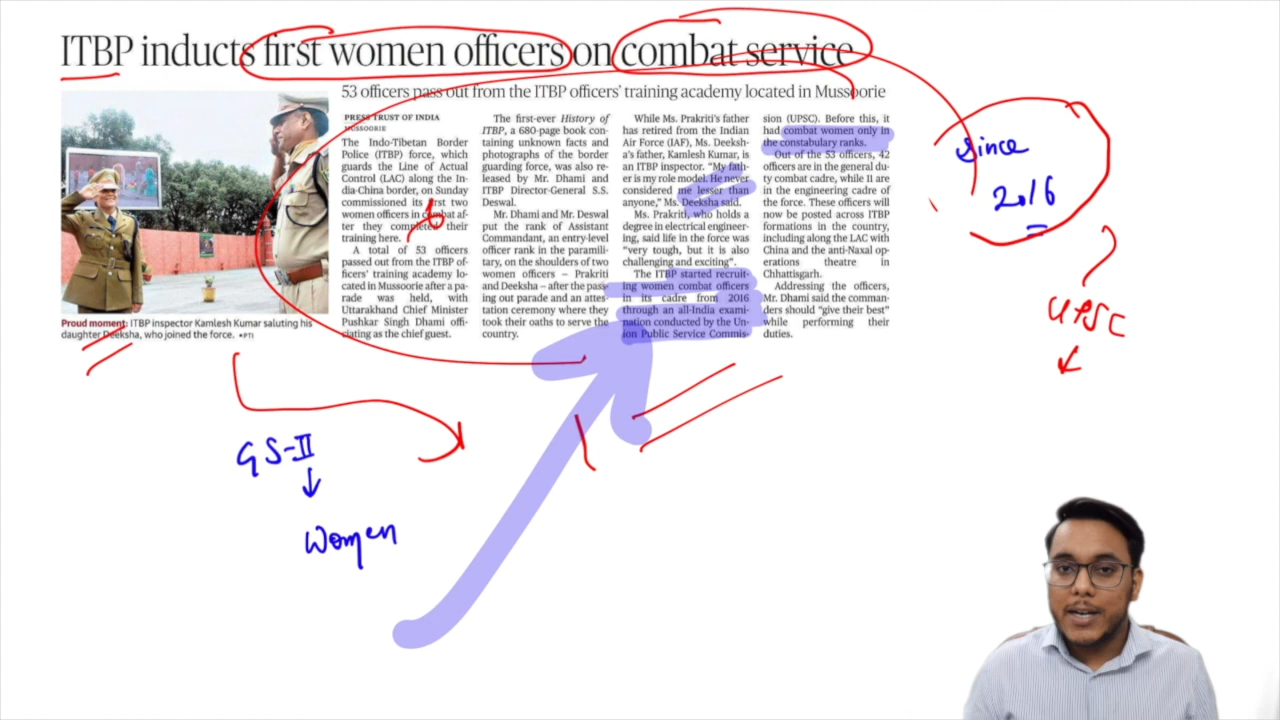 ITBP inducts first women officers on combat service
53 officers pass out from the ITBP officers' training academy located in Mussoorie
PRESS TRUST OF INDIA
MUSSOORIE
The Indo-Tibetan Border
Police (ITBP) force, which
guards the Line of Actual
Control (LAC) along the In-
dia-China border, on Sunday
commissioned its first two
women officers in combat af-
ter they completed their
training here.
A total of 53 officers
passed out from the ITBP of-
ficers' training academy lo-
cated in Mussoorie after a pa-
rade was held, with
Uttarakhand Chief Minister
Pushkar Singh Dhami offi-
ciating as the chief guest.
The first-ever History of
ITBP, a 680-page book con-
taining unknown facts and
photographs of the border
guarding force, was also re-
leased by Mr. Dhami and
ITBP Director-General S.S.
Deswal.
Mr. Dhami and Mr. Deswal
put the rank of Assistant
Commandant, an entry-level
officer rank in the paramili-
tary, on the shoulders of two
women officers – Prakriti
and Deeksha – after the pass-
ing out parade and an attes-
tation ceremony where they
took their oaths to serve the
country.
While Ms. Prakriti's father
has retired from the Indian
Air Force (IAF), Ms. Deeksh-
a's father, Kamlesh Kumar, is
an ITBP inspector. "My fath-
er is my role model. He never
considered me lesser than
anyone," Ms. Deeksha said.
Ms. Prakriti, who holds a
degree in electrical engineer-
ing, said life in the force was
"very tough, but it is also
challenging and exciting".
The ITBP started recruit-
ing women combat officers
in its cadre from 2016
through an all-India exami-
nation conducted by the Un-
ion Public Service Commis-
sion (UPSC). Before this, it
had combat women only in
the constabulary ranks.
Out of the 53 officers, 42
officers are in the general du-
ty combat cadre, while 11 are
in the engineering cadre of
the force. These officers will
now be posted across ITBP
formations in the country,
including along the LAC with
China and the anti-Naxal op-
erations theatre in
Chhattisgarh.
Addressing the officers,
Mr. Dhami said the comman-
ders should "give their best"
while performing their
duties.
Proud moment: ITBP inspector Kamlesh Kumar saluting his
daughter Deeksha, who joined the force. •PTI
Since
2016
UPSC
GS-II
Women